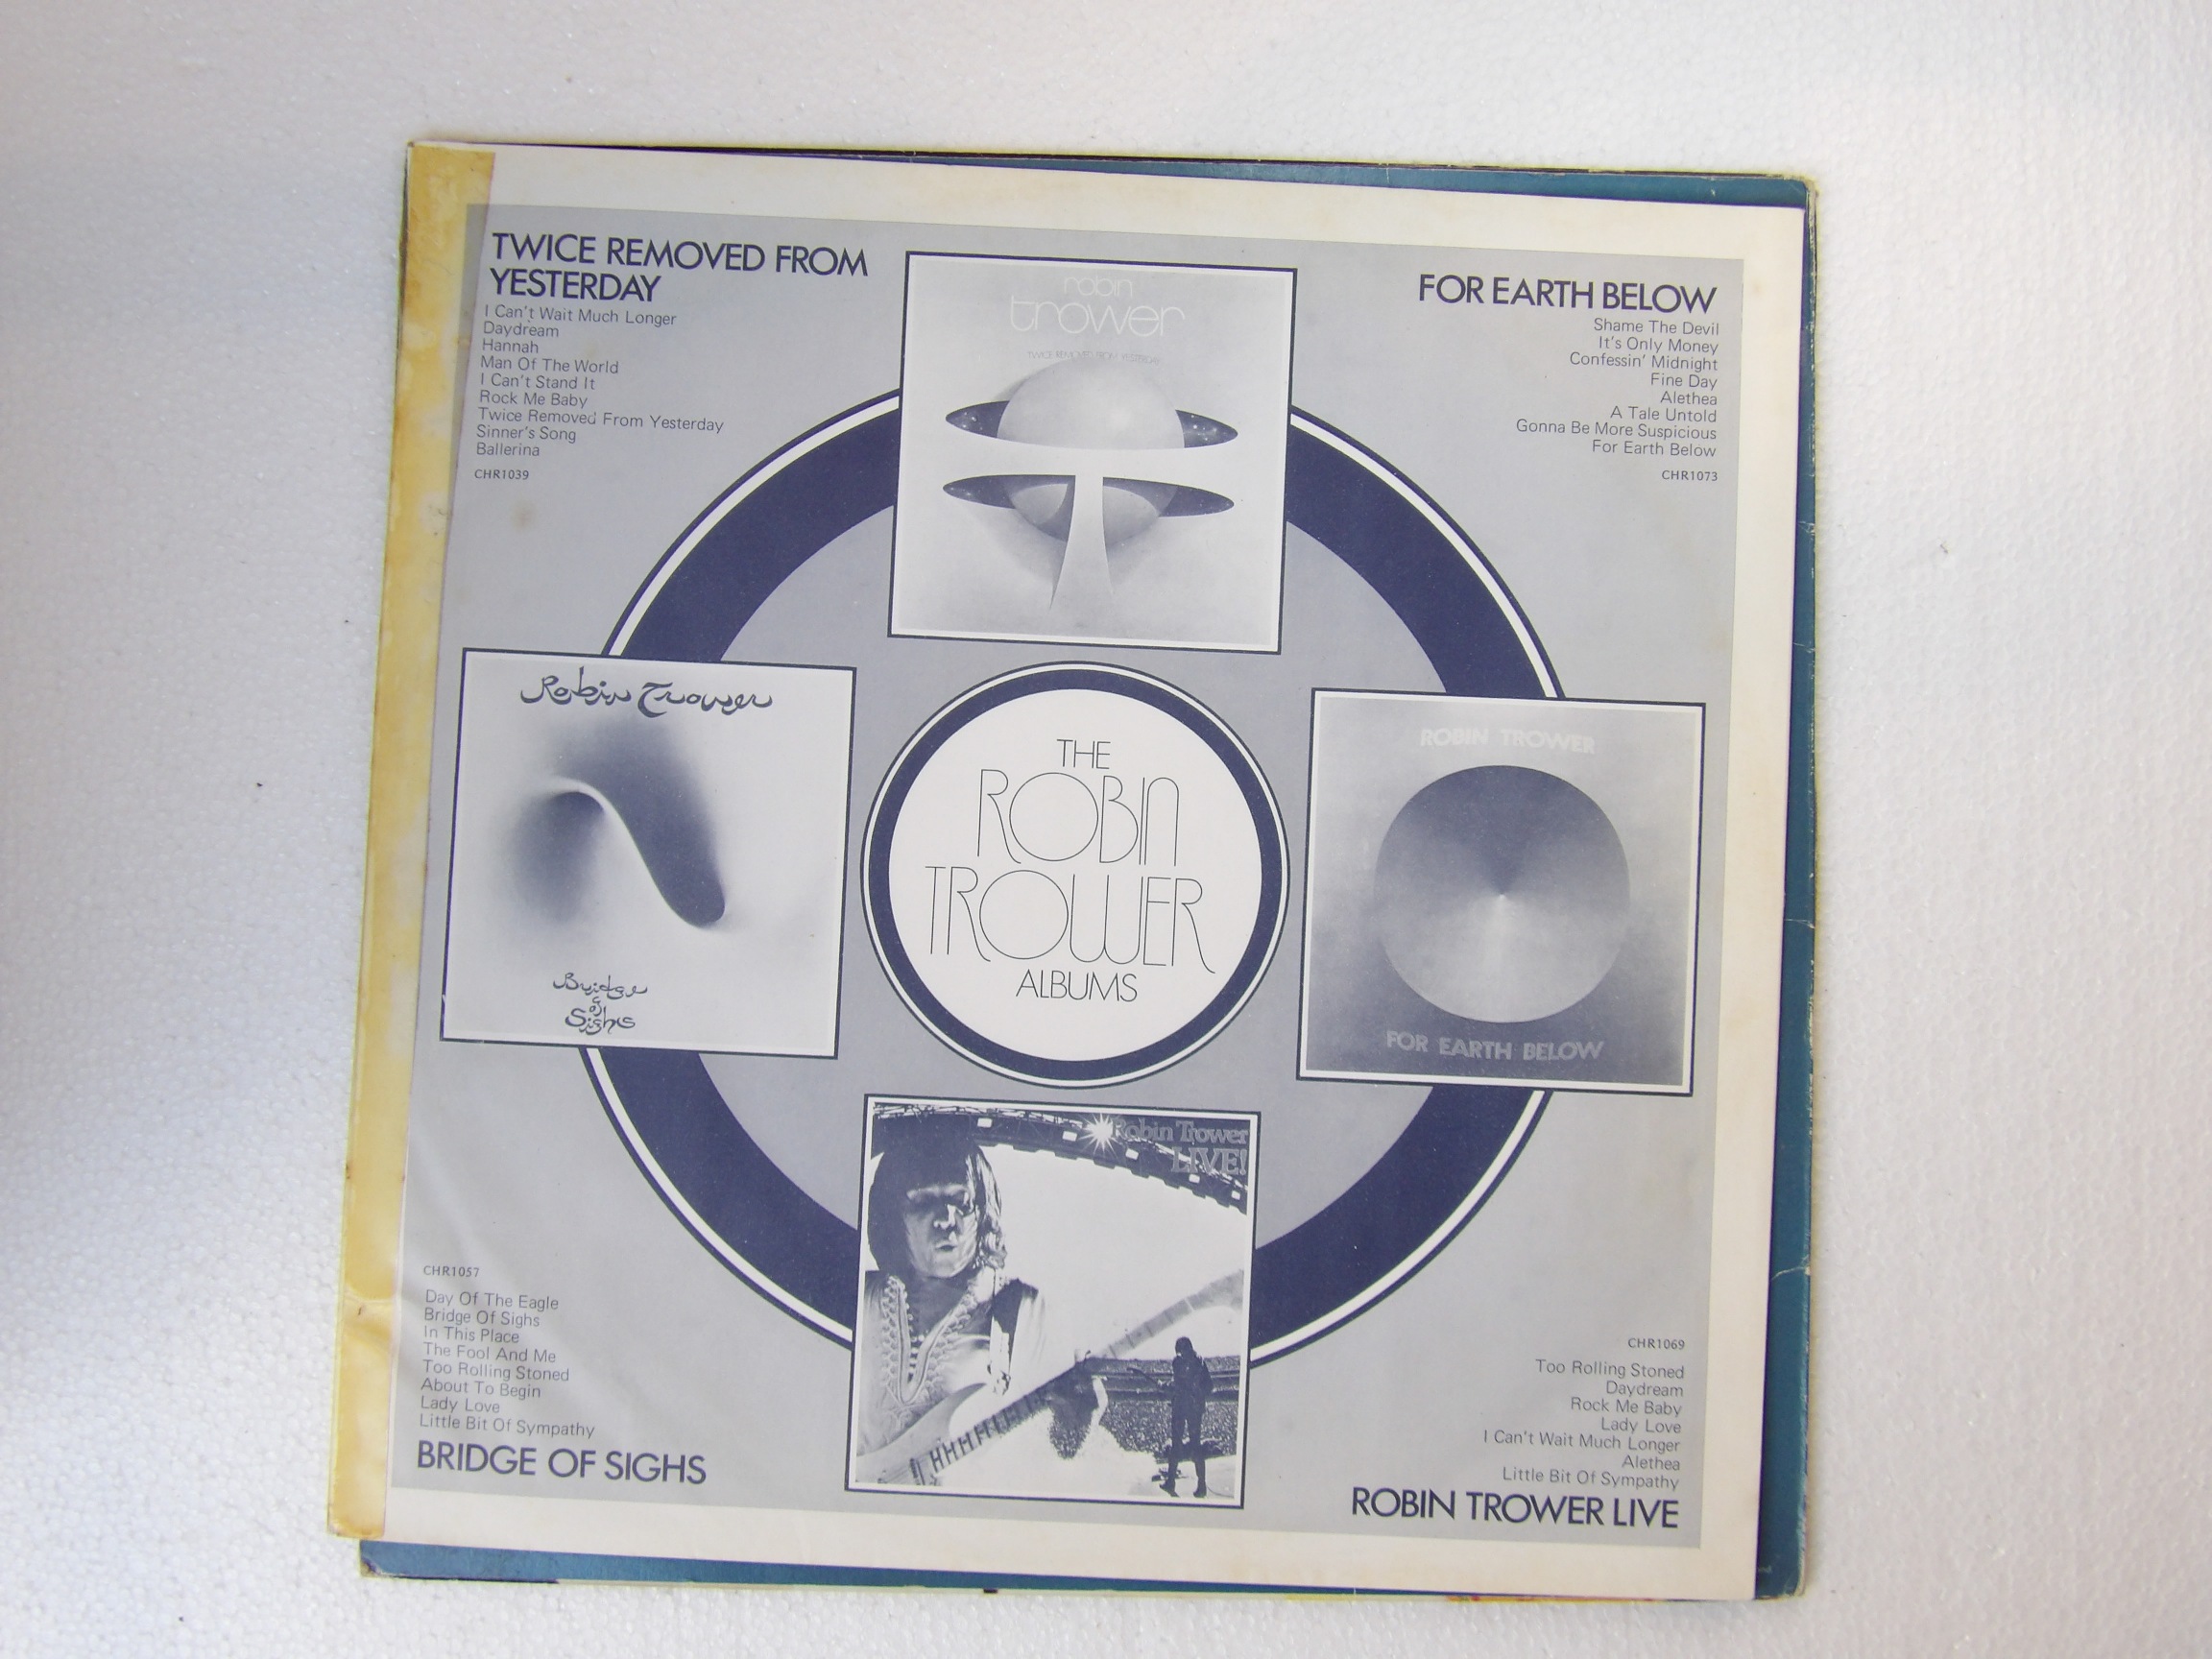 TWICE REMOVED FROM
YESTERDAY
I Can't Wait Much Longer
Daydream
Hannah
Man Of The World
I Can't Stand It
Rock Me Baby
Twice Removed From Yesterday
Sinner's Song
Ballerina
CHR1039
robin
trower
TWICE REMOVED FROM YESTERDAY
FOR EARTH BELOW
Shame The Devil
It's Only Money
Confessin' Midnight
Fine Day
Alethea
A Tale Untold
Gonna Be More Suspicious
For Earth Below
CHR1073
Robin Trower
Bridge
of
Sighs
THE
ROBIN
TROWER
ALBUMS
ROBIN TROWER
FOR EARTH BELOW
Robin Trower
LIVE!
CHR1057
Day Of The Eagle
Bridge Of Sighs
In This Place
The Fool And Me
Too Rolling Stoned
About To Begin
Lady Love
Little Bit Of Sympathy
BRIDGE OF SIGHS
CHR1069
Too Rolling Stoned
Daydream
Rock Me Baby
Lady Love
I Can't Wait Much Longer
Alethea
Little Bit Of Sympathy
ROBIN TROWER LIVE